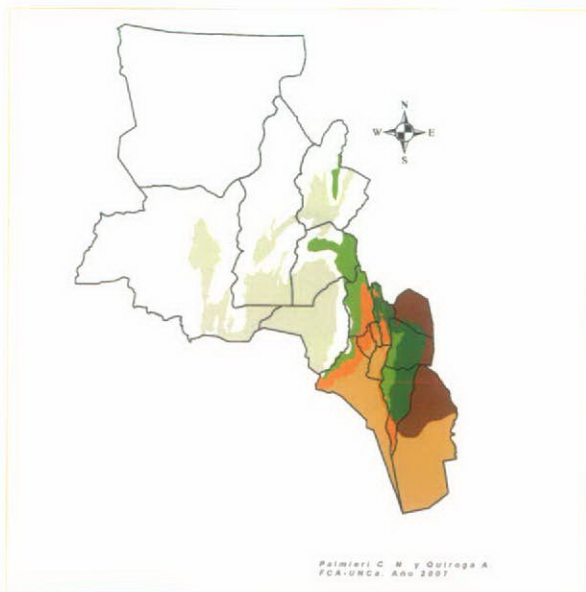 N
W E
S
Palmieri C. N. y Quiroga A
FCA-UNCa. Año 2007